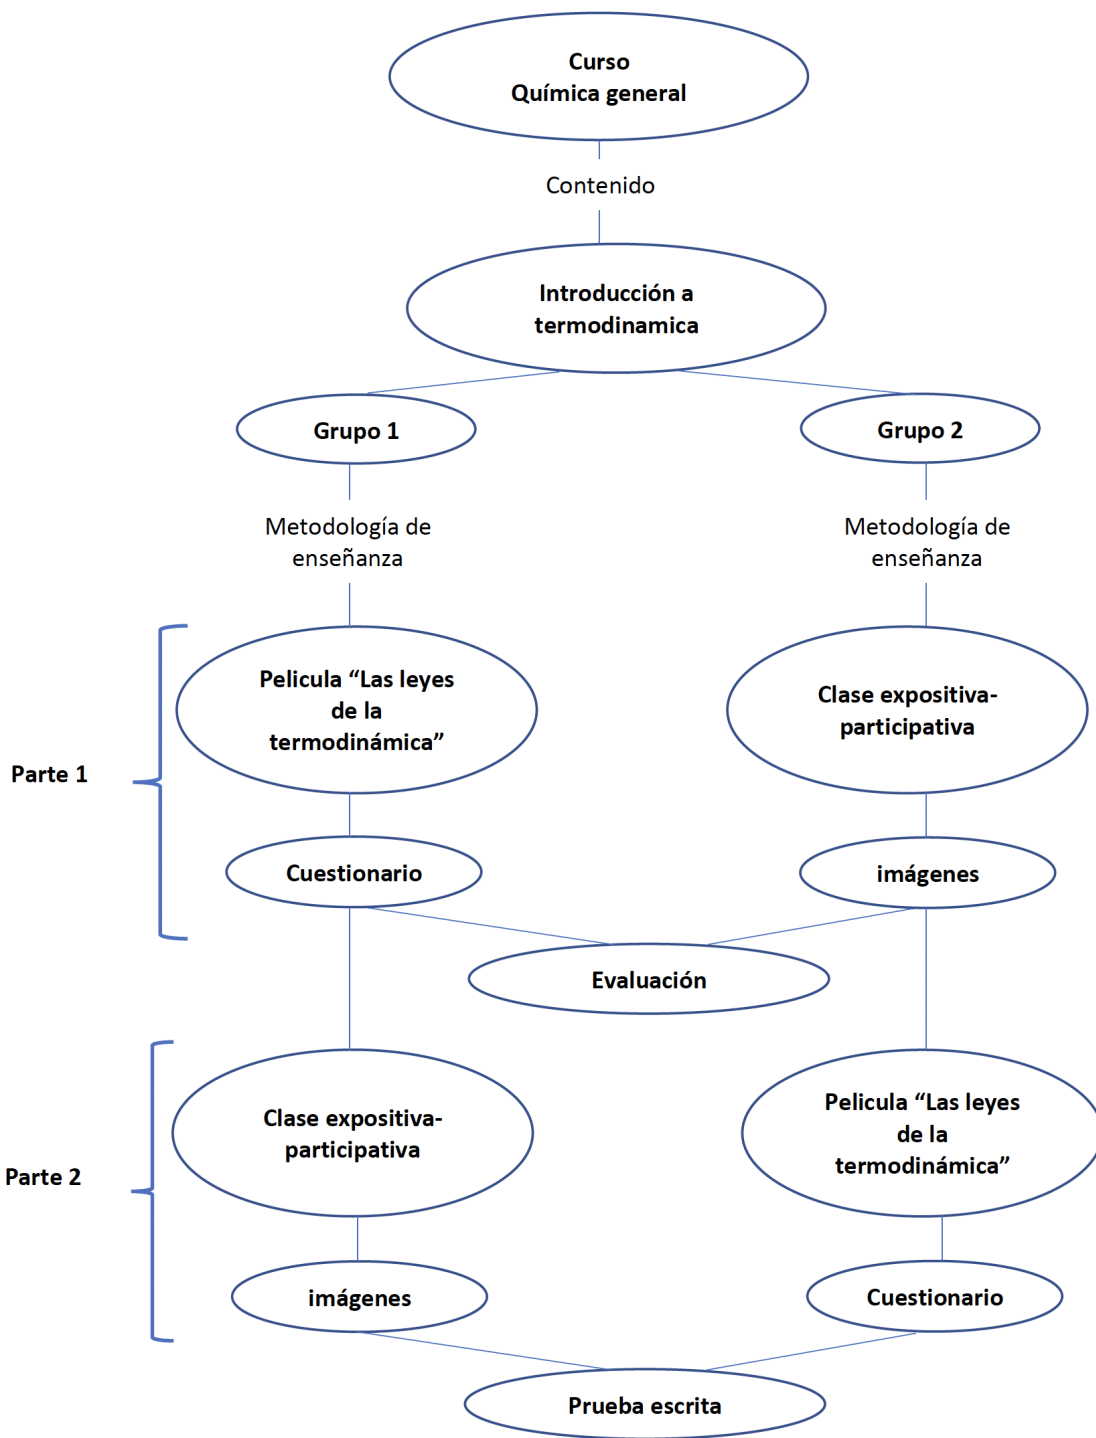 Curso
Química general
Contenido
Introducción a
termodinamica
Grupo 1
Grupo 2
Metodología de
enseñanza
Metodología de
enseñanza
Parte 1
Pelicula “Las leyes
de la
termodinámica”
Clase expositiva-
participativa
Cuestionario
imágenes
Evaluación
Parte 2
Clase expositiva-
participativa
Pelicula “Las leyes
de la
termodinámica”
imágenes
Cuestionario
Prueba escrita